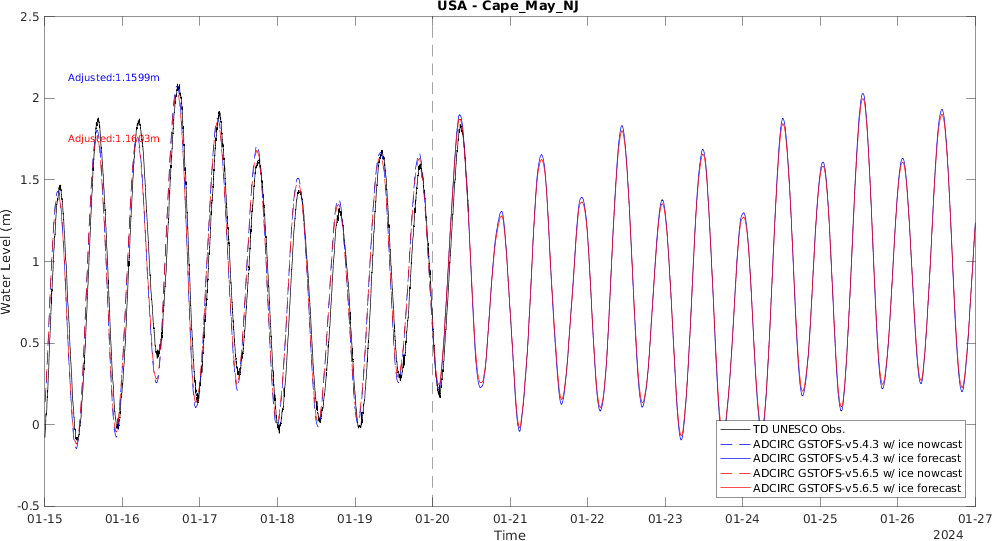 USA - Cape_May_NJ
2.5
2
1.5
1
0.5
0
-0.5
Water Level (m)
Adjusted:1.1599m
Adjusted:1.1603m
TD UNESCO Obs.
ADCIRC GSTOFS-v5.4.3 w/ ice nowcast
ADCIRC GSTOFS-v5.4.3 w/ ice forecast
ADCIRC GSTOFS-v5.6.5 w/ ice nowcast
ADCIRC GSTOFS-v5.6.5 w/ ice forecast
01-15 01-16 01-17 01-18 01-19 01-20 01-21 01-22 01-23 01-24 01-25 01-26 01-27
Time
2024